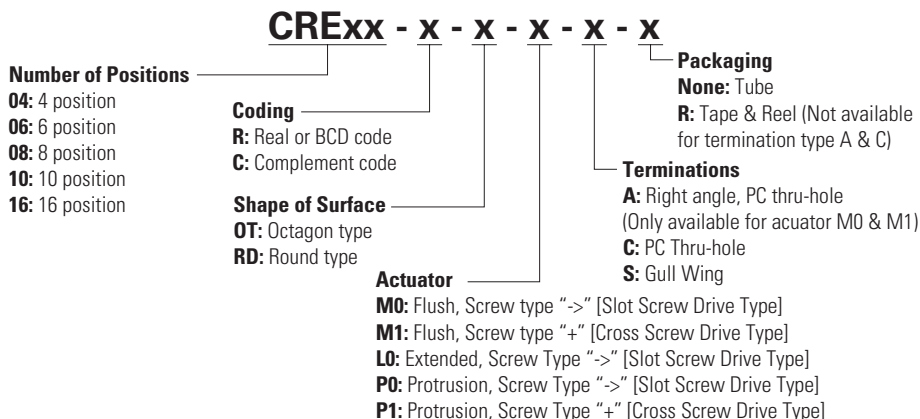 CRExx - x - x - x - x - x
Number of Positions
04: 4 position
06: 6 position
08: 8 position
10: 10 position
16: 16 position
Coding
R: Real or BCD code
C: Complement code
Shape of Surface
OT: Octagon type
RD: Round type
Actuator
M0: Flush, Screw type “->” [Slot Screw Drive Type]
M1: Flush, Screw type “+” [Cross Screw Drive Type]
L0: Extended, Screw Type “->” [Slot Screw Drive Type]
P0: Protrusion, Screw Type “->” [Slot Screw Drive Type]
P1: Protrusion, Screw Type “+” [Cross Screw Drive Type]
Terminations
A: Right angle, PC thru-hole
(Only available for acuator M0 & M1)
C: PC Thru-hole
S: Gull Wing
Packaging
None: Tube
R: Tape & Reel (Not available
for termination type A & C)